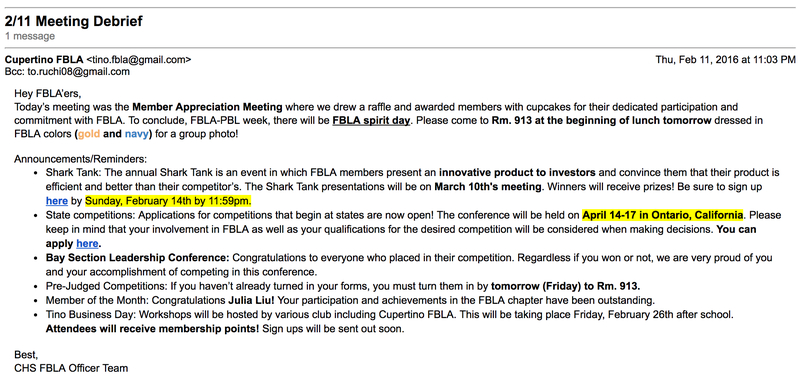 2/11 Meeting Debrief
1 message
Cupertino FBLA <tino.fbla@gmail.com> Thu, Feb 11, 2016 at 11:03 PM
Bcc: to.ruchi08@gmail.com
Hey FBLA'ers,
Today's meeting was the Member Appreciation Meeting where we drew a raffle and awarded members with cupcakes for their dedicated participation and
commitment with FBLA. To conclude, FBLA-PBL week, there will be FBLA spirit day. Please come to Rm. 913 at the beginning of lunch tomorrow dressed in
FBLA colors (gold and navy) for a group photo!
Announcements/Reminders:
• Shark Tank: The annual Shark Tank is an event in which FBLA members present an innovative product to investors and convince them that their product is
efficient and better than their competitor's. The Shark Tank presentations will be on March 10th's meeting. Winners will receive prizes! Be sure to sign up
here by Sunday, February 14th by 11:59pm.
• State competitions: Applications for competitions that begin at states are now open! The conference will be held on April 14-17 in Ontario, California. Please
keep in mind that your involvement in FBLA as well as your qualifications for the desired competition will be considered when making decisions. You can
apply here.
• Bay Section Leadership Conference: Congratulations to everyone who placed in their competition. Regardless if you won or not, we are very proud of you
and your accomplishment of competing in this conference.
• Pre-Judged Competitions: If you haven't already turned in your forms, you must turn them in by tomorrow (Friday) to Rm. 913.
• Member of the Month: Congratulations Julia Liu! Your participation and achievements in the FBLA chapter have been outstanding.
• Tino Business Day: Workshops will be hosted by various club including Cupertino FBLA. This will be taking place Friday, February 26th after school.
Attendees will receive membership points! Sign ups will be sent out soon.
Best,
CHS FBLA Officer Team